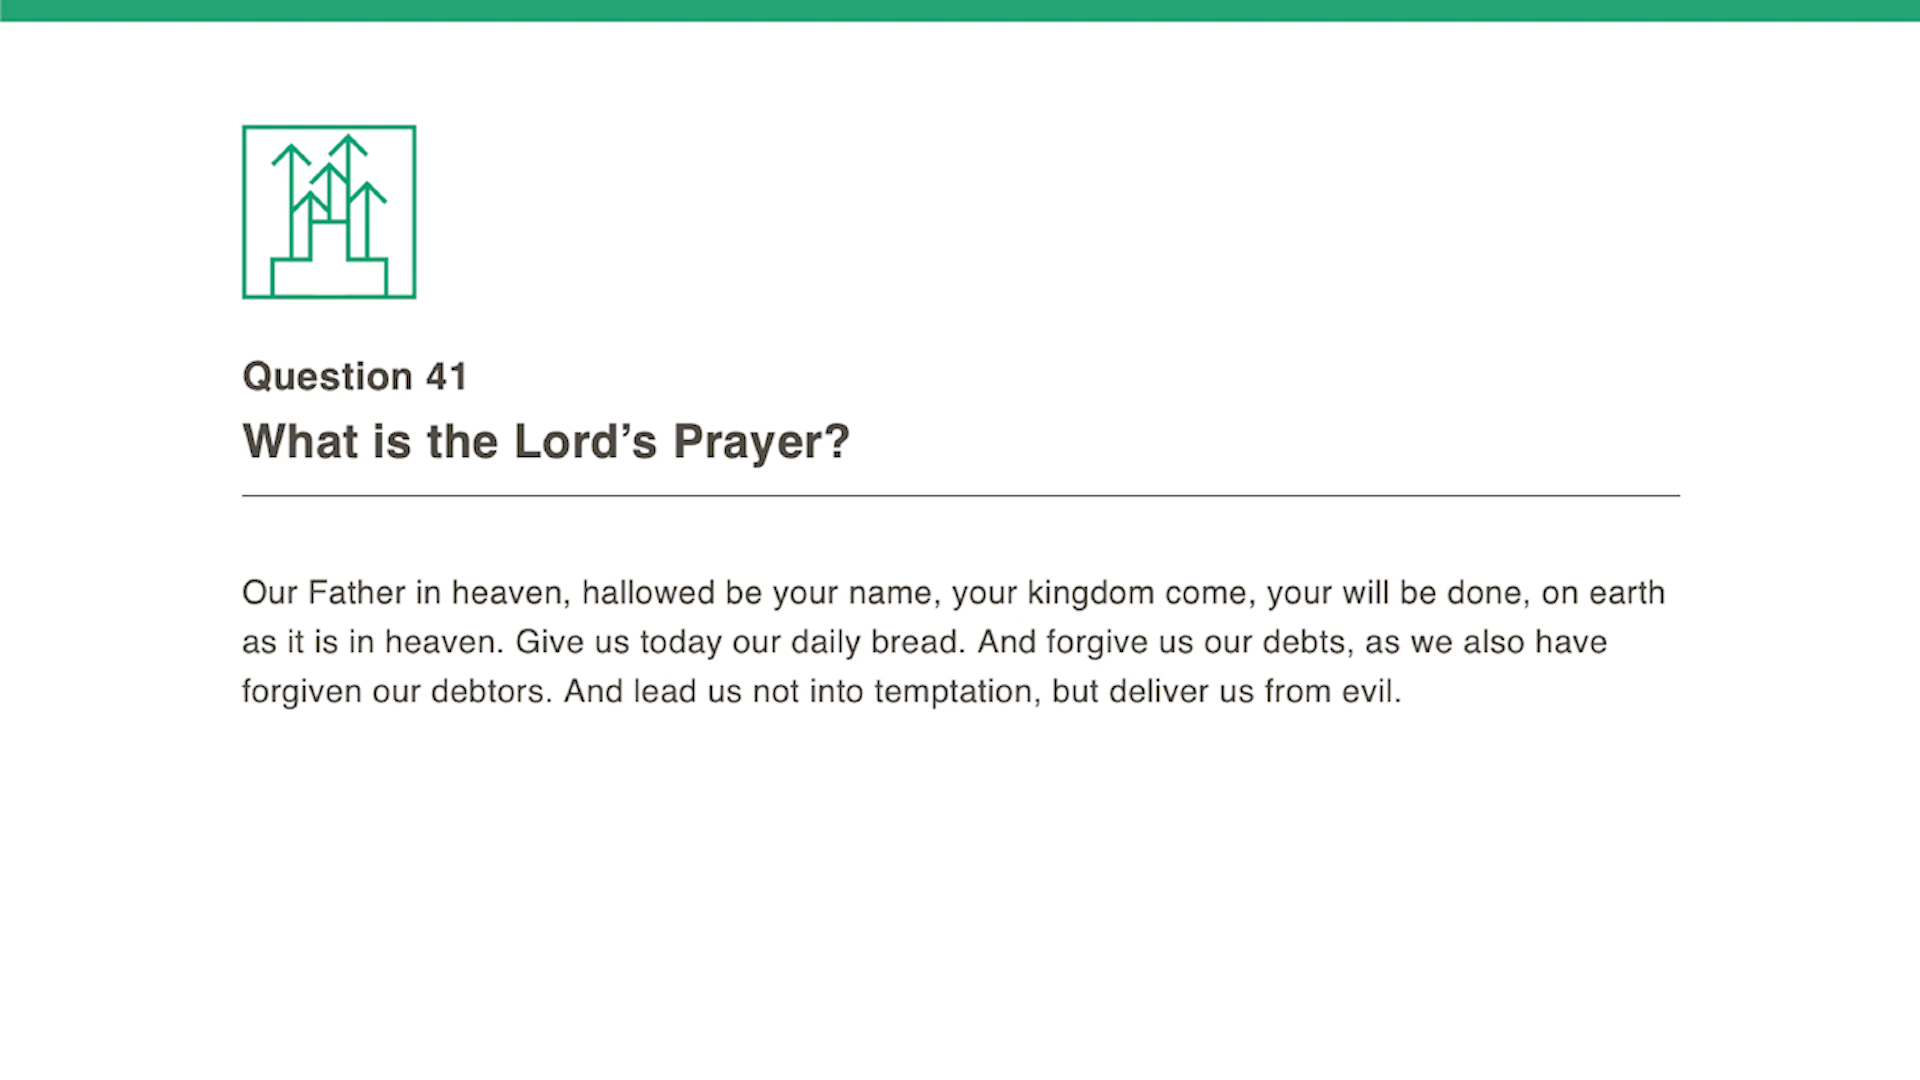 Question 41
What is the Lord’s Prayer?
Our Father in heaven, hallowed be your name, your kingdom come, your will be done, on earth
as it is in heaven. Give us today our daily bread. And forgive us our debts, as we also have
forgiven our debtors. And lead us not into temptation, but deliver us from evil.